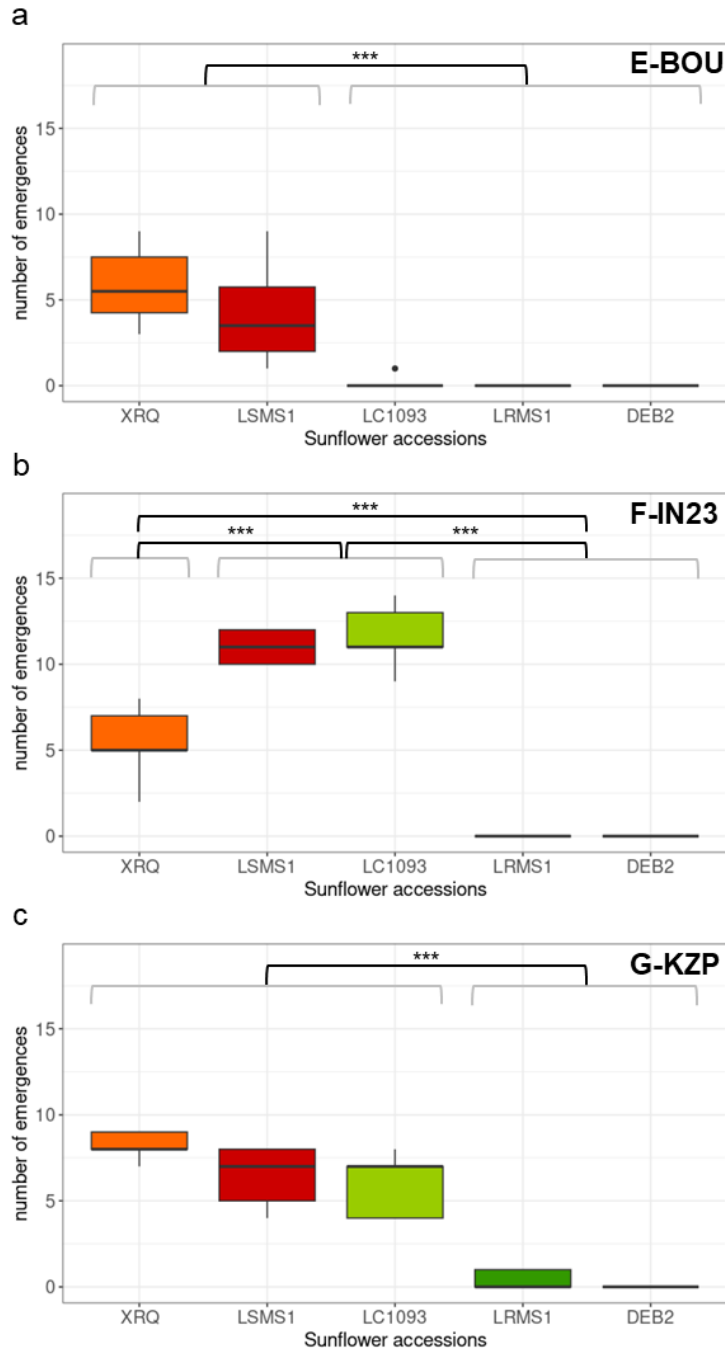 a
***
E-BOU
15
10
5
0
number of emergences
XRQ LSMS1 LC1093 LRMS1 DEB2
Sunflower accessions
b
***
F-IN23
*** ***
15
10
5
0
number of emergences
XRQ LSMS1 LC1093 LRMS1 DEB2
Sunflower accessions
c
***
G-KZP
15
10
5
0
number of emergences
XRQ LSMS1 LC1093 LRMS1 DEB2
Sunflower accessions